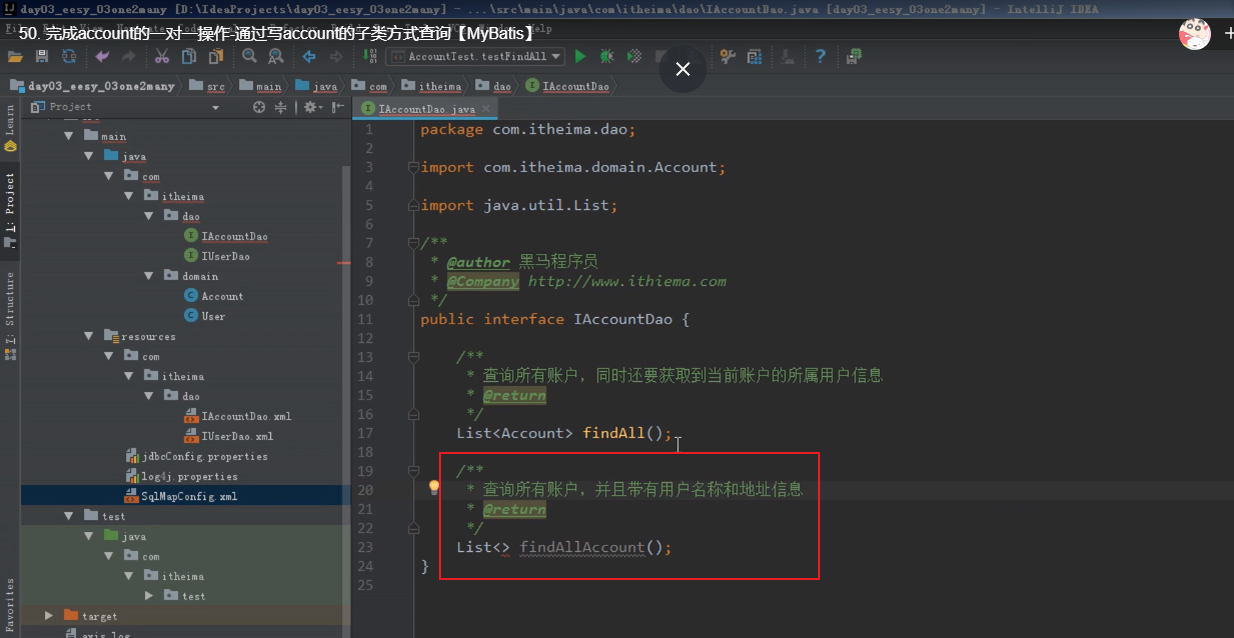 day03_eesy_03one2many [D:\IdeaProjects\day03_eesy_03one2many] - ...\src\main\java\com\itheima\dao\IAccountDao.java [day03_eesy_03one2many] - IntelliJ IDEA
50. 完成account的一对一操作-通过写account的子类方式查询【MyBatis】
AccountTest.testFindAll
day03_eesy_03one2many
src
main
java
com
itheima
dao
IAccountDao
Project
IAccountDao.java
Learn
1: Project
7: Structure
Favorites
main
java
com
itheima
dao
IAccountDao
IUserDao
domain
Account
User
resources
com
itheima
dao
IAccountDao.xml
IUserDao.xml
jdbcConfig.properties
log4j.properties
SqlMapConfig.xml
test
java
com
itheima
test
target
axis.log
1 package com.itheima.dao;
2
3 import com.itheima.domain.Account;
4
5 import java.util.List;
6
7 /**
8 * @author 黑马程序员
9 * @Company http://www.ithiema.com
10 */
11 public interface IAccountDao {
12
13 /**
14 * 查询所有账户，同时还要获取到当前账户的所属用户信息
15 * @return
16 */
17 List<Account> findAll();
18
19 /**
20 * 查询所有账户，并且带有用户名称和地址信息
21 * @return
22 */
23 List<> findAllAccount();
24 }
25